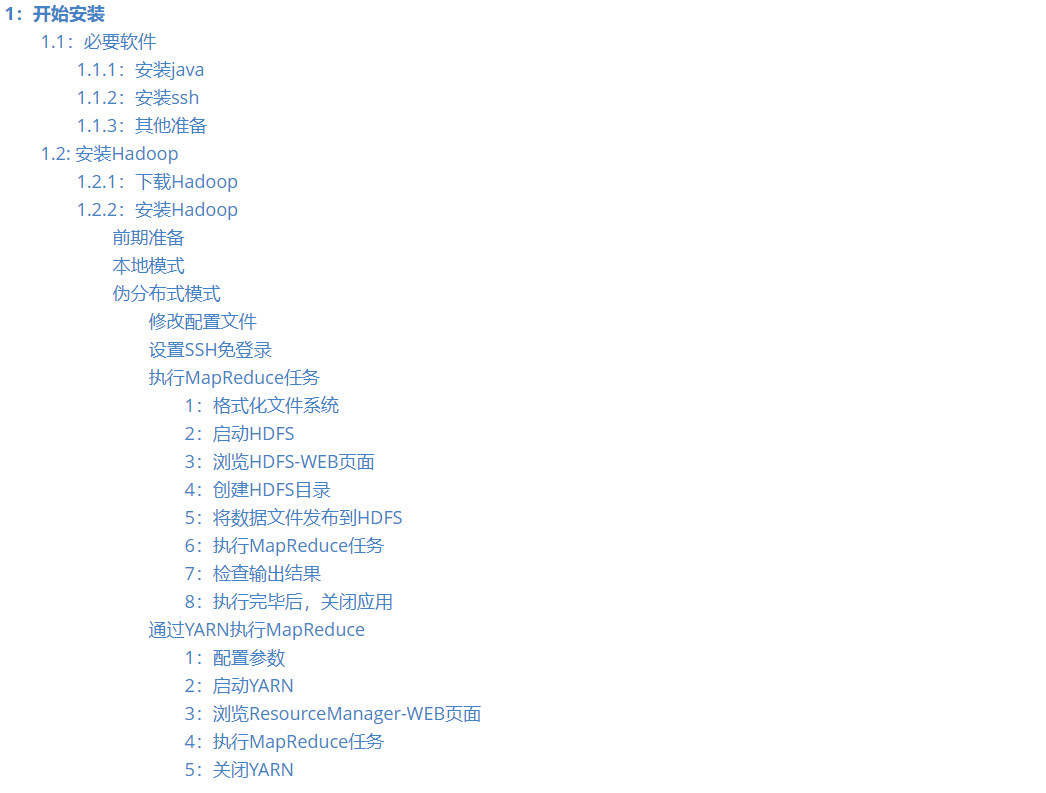 1：开始安装
1.1：必要软件
1.1.1：安装java
1.1.2：安装ssh
1.1.3：其他准备
1.2: 安装Hadoop
1.2.1：下载Hadoop
1.2.2：安装Hadoop
前期准备
本地模式
伪分布式模式
修改配置文件
设置SSH免登录
执行MapReduce任务
1：格式化文件系统
2：启动HDFS
3：浏览HDFS-WEB页面
4：创建HDFS目录
5：将数据文件发布到HDFS
6：执行MapReduce任务
7：检查输出结果
8：执行完毕后，关闭应用
通过YARN执行MapReduce
1：配置参数
2：启动YARN
3：浏览ResourceManager-WEB页面
4：执行MapReduce任务
5：关闭YARN